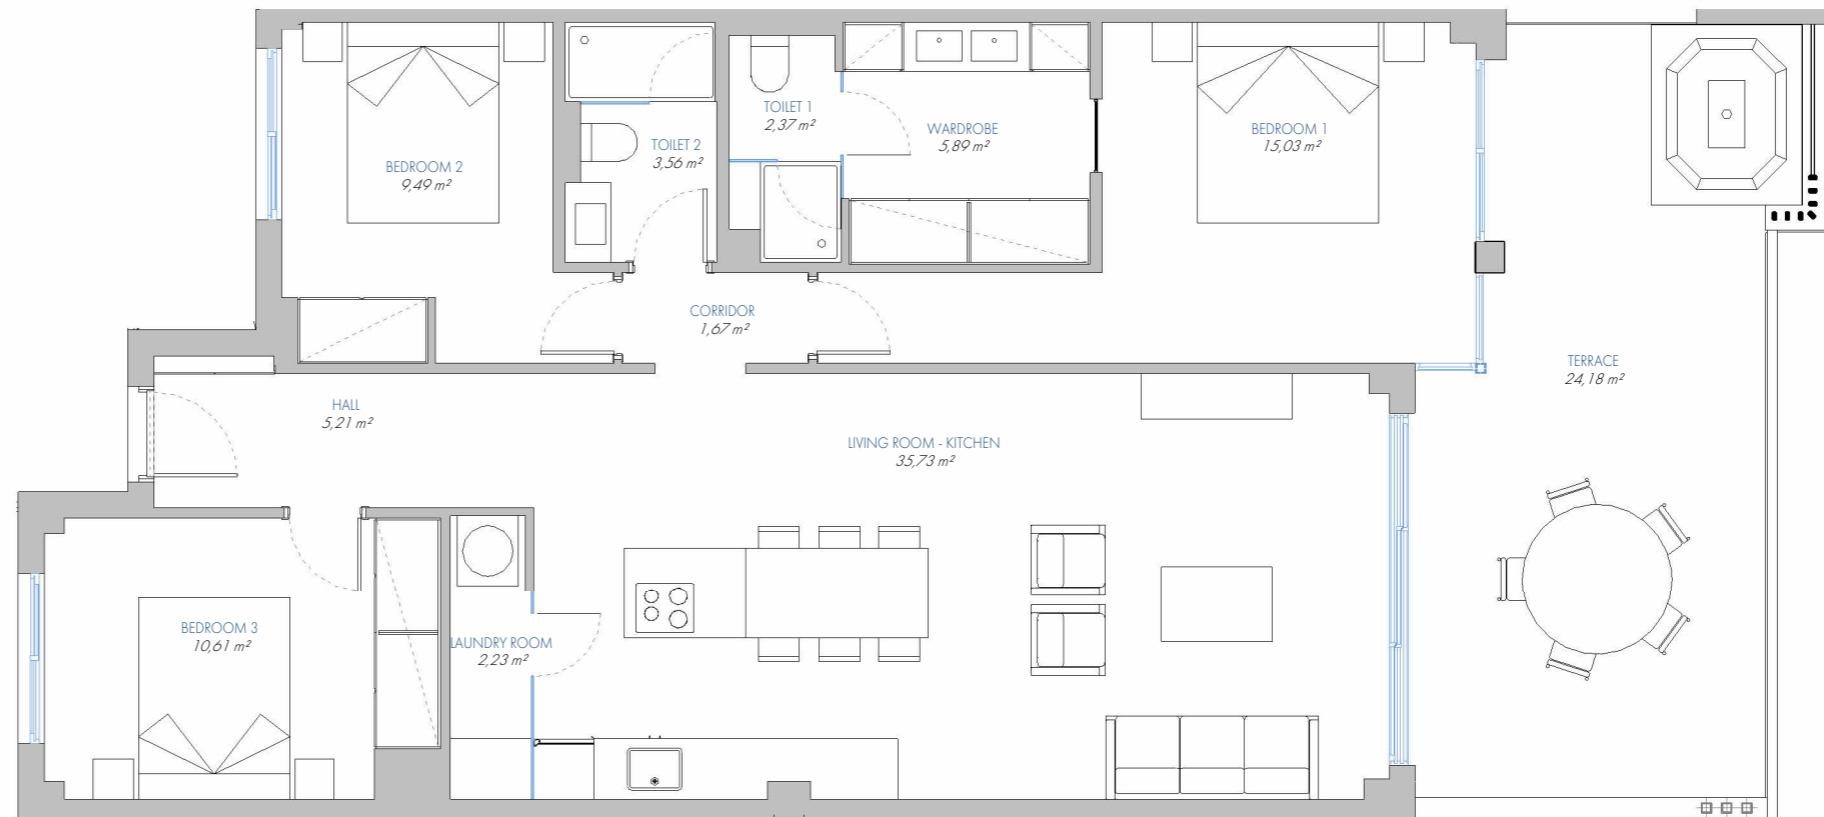 TOILET 1
2,37 m²
WARDROBE
5,89 m²
BEDROOM 1
15,03 m²
TOILET 2
3,56 m²
BEDROOM 2
9,49 m²
CORRIDOR
1,67 m²
TERRACE
24,18 m²
HALL
5,21 m²
LIVING ROOM - KITCHEN
35,73 m²
BEDROOM 3
10,61 m²
LAUNDRY ROOM
2,23 m²